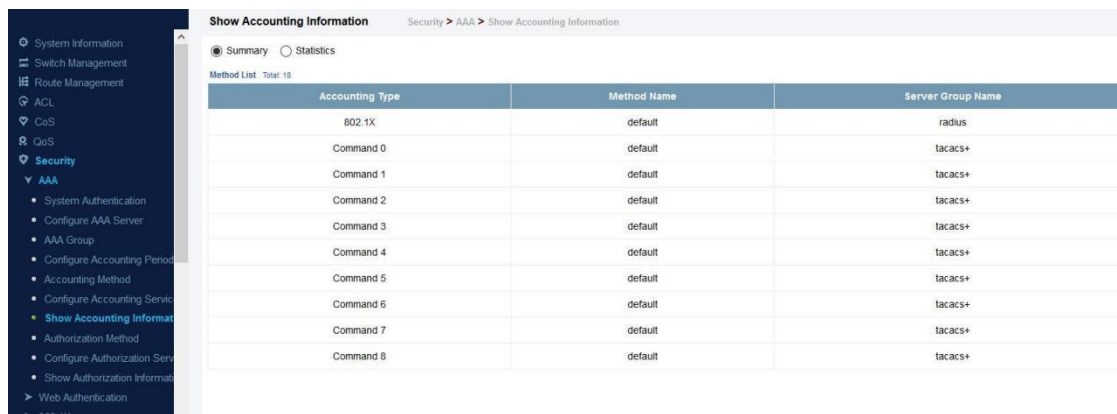 Show Accounting Information Security > AAA > Show Accounting Information
System Information
Switch Management
Route Management
ACL
CoS
QoS
Security
AAA
System Authentication
Configure AAA Server
AAA Group
Configure Accounting Period
Accounting Method
Configure Accounting Servic
Show Accounting Informat
Authorization Method
Configure Authorization Serv
Show Authorization Informati
Web Authentication
Summary Statistics
Method List Total: 18
Accounting Type Method Name Server Group Name
802.1X default radius
Command 0 default tacacs+
Command 1 default tacacs+
Command 2 default tacacs+
Command 3 default tacacs+
Command 4 default tacacs+
Command 5 default tacacs+
Command 6 default tacacs+
Command 7 default tacacs+
Command 8 default tacacs+